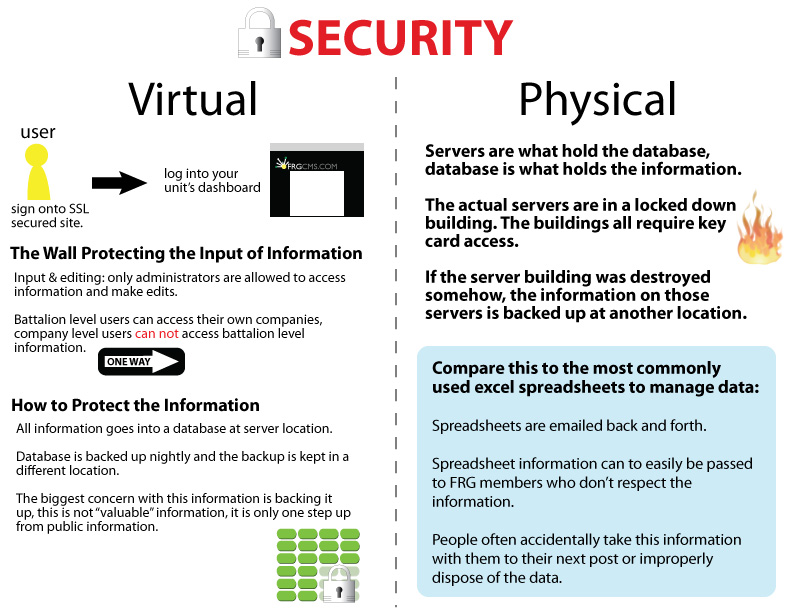 SECURITY
Virtual
user
sign onto SSL
secured site.
log into your
unit's dashboard
FRGCMS.COM
The Wall Protecting the Input of Information
Input & editing: only administrators are allowed to access
information and make edits.
Battalion level users can access their own companies,
company level users can not access battalion level
information.
ONE WAY
How to Protect the Information
All information goes into a database at server location.
Database is backed up nightly and the backup is kept in a
different location.
The biggest concern with this information is backing it
up, this is not “valuable” information, it is only one step up
from public information.
Physical
Servers are what hold the database,
database is what holds the information.
The actual servers are in a locked down
building. The buildings all require key
card access.
If the server building was destroyed
somehow, the information on those
servers is backed up at another location.
Compare this to the most commonly
used excel spreadsheets to manage data:
Spreadsheets are emailed back and forth.
Spreadsheet information can to easily be passed
to FRG members who don't respect the
information.
People often accidentally take this information
with them to their next post or improperly
dispose of the data.